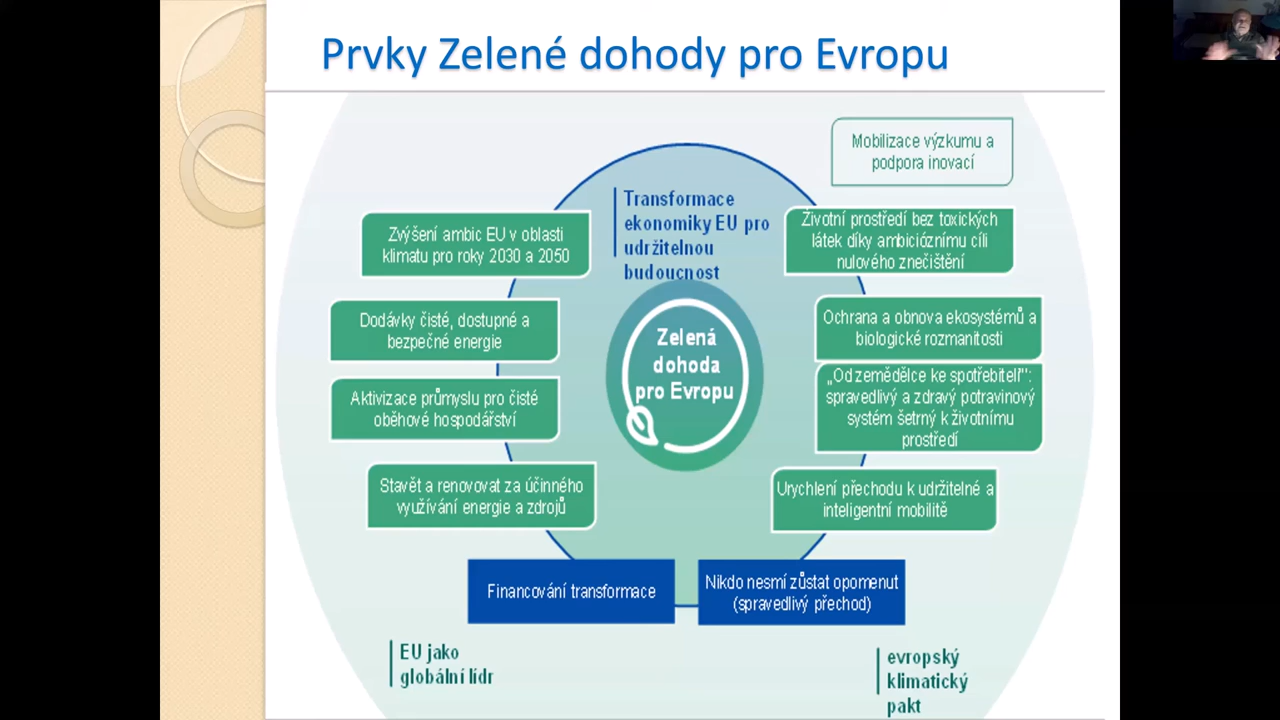 Prvky Zelené dohody pro Evropu
Mobilizace výzkumu a
podpora inovací
Transformace
ekonomiky EU pro
udržitelnou
budoucnost
Zvýšení ambic EU v oblasti
klimatu pro roky 2030 a 2050
Životní prostředí bez toxických
látek díky ambicióznímu cíli
nulového znečištění
Dodávky čisté, dostupné a
bezpečné energie
Ochrana a obnova ekosystémů a
biologické rozmanitosti
Zelená
dohoda
pro Evropu
Aktivizace průmyslu pro čisté
oběhové hospodářství
„Od zemědělce ke spotřebiteli“:
spravedlivý a zdravý potravinový
systém šetrný k životnímu
prostředí
Stavět a renovovat za účinného
využívání energie a zdrojů
Urychlení přechodu k udržitelné a
inteligentní mobilitě
Financování transformace
Nikdo nesmí zůstat opomenut
(spravedlivý přechod)
EU jako
globální lídr
evropský
klimatický
pakt